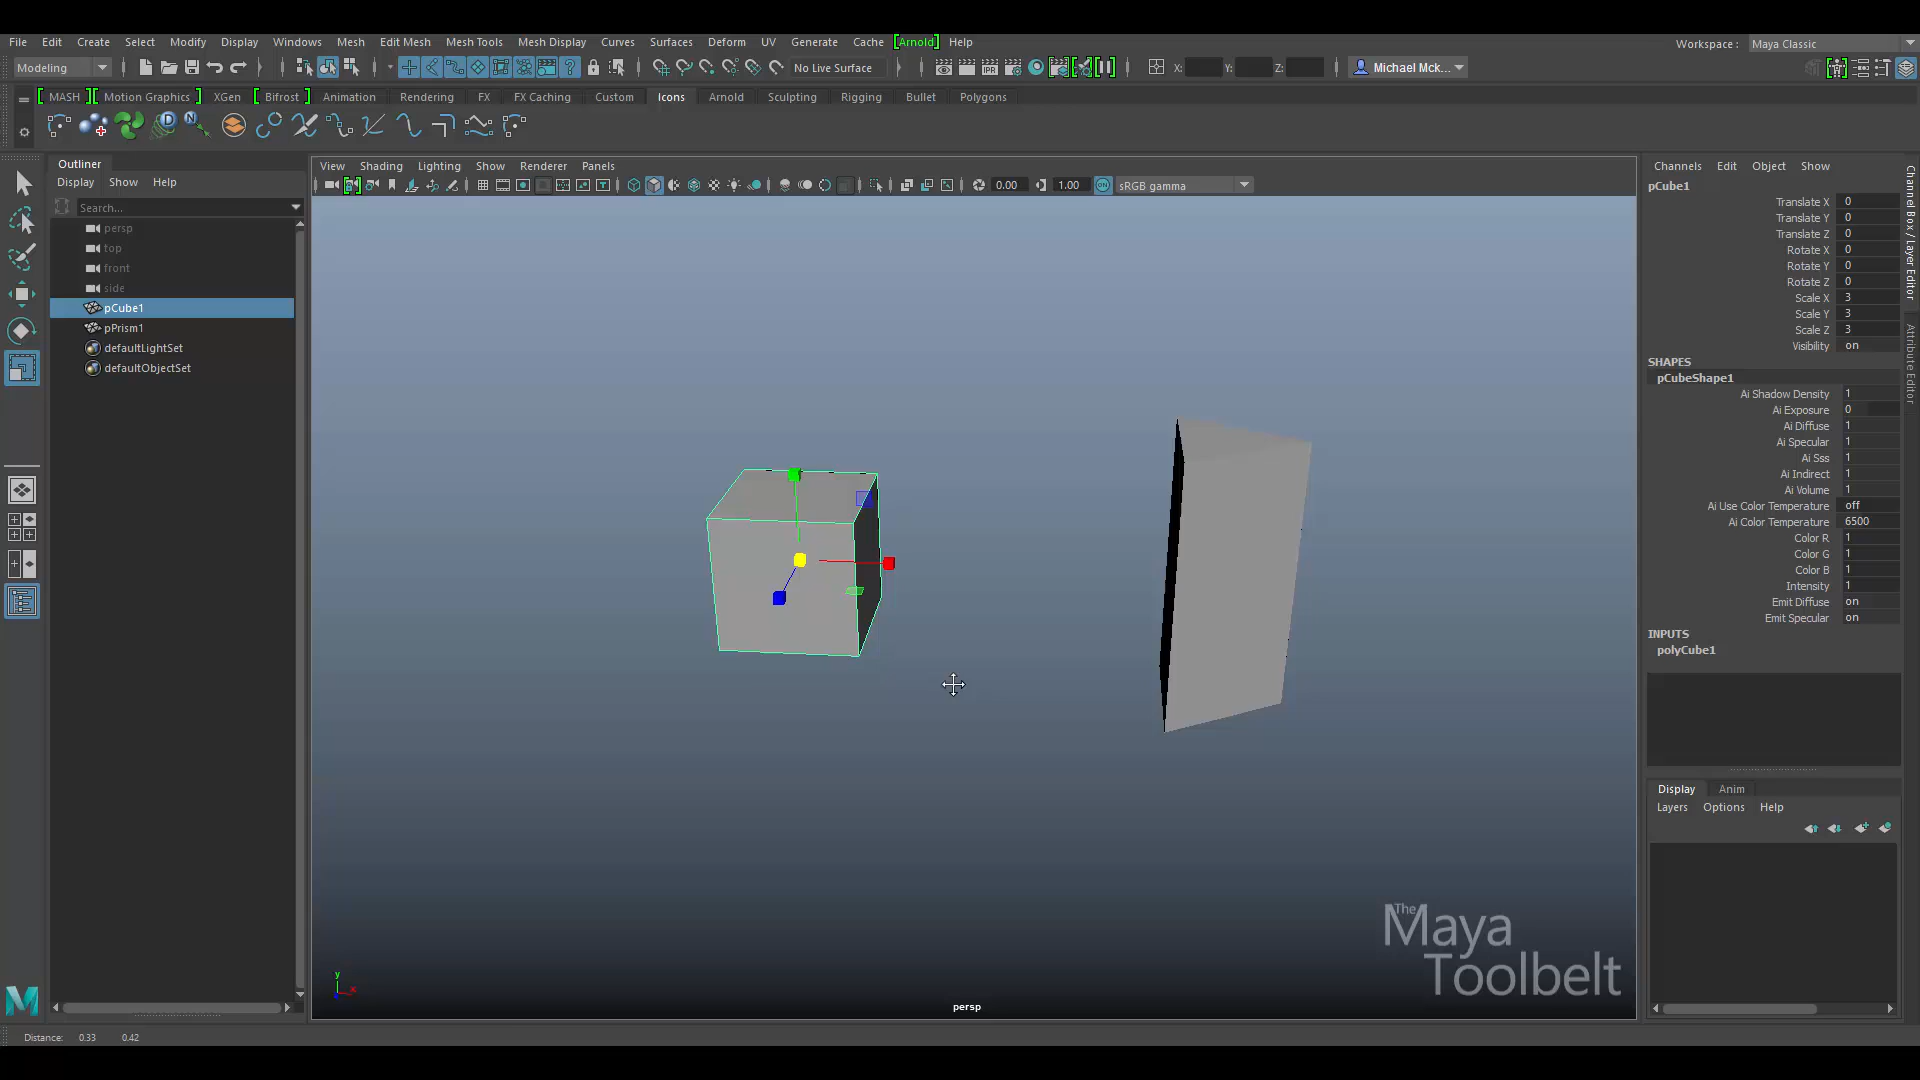 File Edit Create Select Modify Display Windows Mesh Edit Mesh Mesh Tools Mesh Display Curves Surfaces Deform UV Generate Cache [Arnold] Help
Workspace : Maya Classic
Modeling
No Live Surface
X: Y: Z:
Michael Mck...
MASH Motion Graphics XGen Bifrost Animation Rendering FX FX Caching Custom Icons Arnold Sculpting Rigging Bullet Polygons
Outliner
Display Show Help
Search...
persp
top
front
side
pCube1
pPrism1
defaultLightSet
defaultObjectSet
View Shading Lighting Show Renderer Panels
0.00 1.00 sRGB gamma
The
Maya
Toolbelt
y
x
persp
Channels Edit Object Show
pCube1
Translate X 0
Translate Y 0
Translate Z 0
Rotate X 0
Rotate Y 0
Rotate Z 0
Scale X 3
Scale Y 3
Scale Z 3
Visibility on
SHAPES
pCubeShape1
Ai Shadow Density 1
Ai Exposure 0
Ai Diffuse 1
Ai Specular 1
Ai Sss 1
Ai Indirect 1
Ai Volume 1
Ai Use Color Temperature off
Ai Color Temperature 6500
Color R 1
Color G 1
Color B 1
Intensity 1
Emit Diffuse on
Emit Specular on
INPUTS
polyCube1
Display Anim
Layers Options Help
Channel Box / Layer Editor
Attribute Editor
Distance: 0.33 0.42